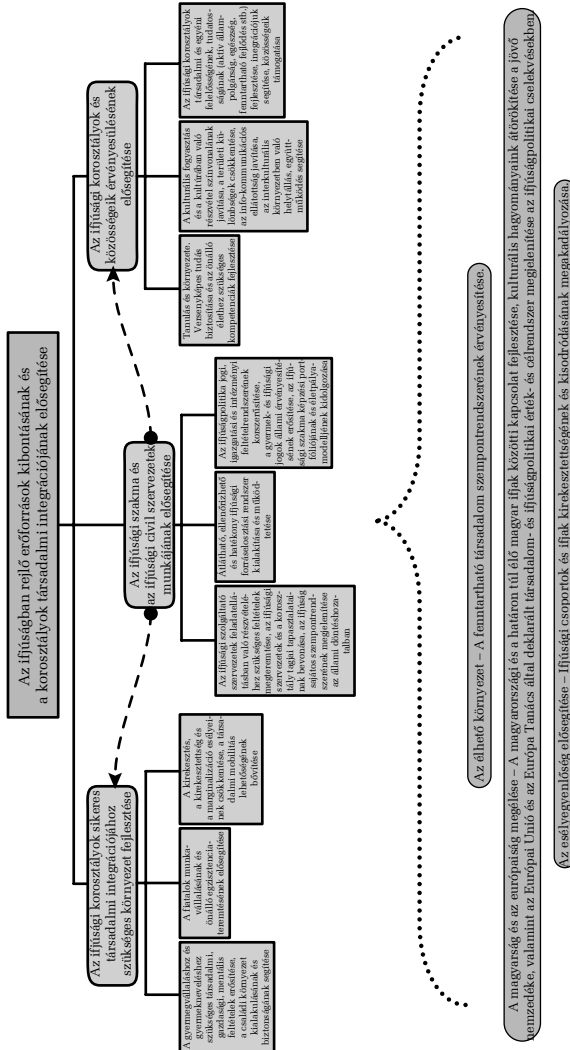 Az ifjúságban rejlő erőforrások kibontásának és
a korosztályok társadalmi integrációjának elősegítése
Az ifjúsági korosztályok sikeres
társadalmi integrációjához
szükséges környezet fejlesztése
Az ifjúsági szakma és
az ifjúsági civil szervezetek
munkájának elősegítése
Az ifjúsági korosztályok és
közösségeik érvényesülésének
elősegítése
A gyermegvállaláshoz és
gyermekneveléshez
szükséges társadalmi,
gazdasági, mentális
feltételek erősítése,
a családi környezet
kialakulásának és
biztonságának segítése
A fiatalok munka-
vállalásának és
önálló egzisztencia-
teremtésének elősegítése
A kirekesztés,
a kirekesztettség és
a marginalizáció esélyei-
nek csökkentése, a társa-
dalmi mobilitás
lehetőségének
bővítése
Az ifjúsági szolgáltató
szervezetek feladatellá-
tásban való részvételé-
hez szükséges feltételek
megteremtése, az ifjúsági
szervezetek és a korosz-
tály tagjai tapasztalatai-
nak bevonása, az ifjúság
sajátos szempontrend-
szerének megjelenítése
az állami döntéshoza-
talban
Átlátható, ellenőrizhető
és hatékony ifjúsági
forráselosztási rendszer
kialakítása és működ-
tetése
Az ifjúságpolitika jogi,
igazgatási és intézményi
feltételrendszerének
korszerűsítése,
a gyermek- és ifjúsági
jogok állami érvényesíté-
sének erősítése, az ifjú-
sági szakma képzési port-
fóliójának és életpálya-
modelljének kidolgozása
Tanulás és környezete.
Versenyképes tudás
biztosítása és az önálló
élethez szükséges
kompetenciák fejlesztése
A kulturális fogyasztás
és a kultúrában való
részvétel színvonalának
javítása, a területi kü-
lönbségek csökkentése,
az info-kommunikációs
ellátottság javítása,
az interkulturális
környezetben való
helytállás, együtt-
működés segítése
Az ifjúsági korosztályok
társadalmi és egyéni
felelősségének, tudatos-
ságának (aktív állam-
polgárság, egészség,
fenntartható fejlődés stb.)
fejlesztése, inegrációjuk
segítése, közösségeik
támogatása
Az élhető környezet – A fenntartható társadalom szempontrendszerének érvényesítése.
A magyarság és az európaiság megélése – A magyarországi és a határon túl élő magyar ifjak közötti kapcsolat fejlesztése, kulturális hagyományaink átörökítése a jövő
nemzedéke, valamint az Európai Unió és az Európa Tanács által deklarált társadalom- és ifjúságpolitikai érték- és célrendszer megjelenítése az ifjúságpolitikai cselekvésekben.
Az esélyegyenlőség elősegítése – Ifjúsági csoportok és ifjak kirekesztettségének és kisodródásának megakadályozása.